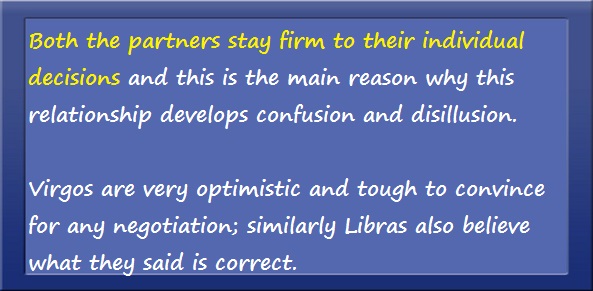 Both the partners stay firm to their individual
decisions and this is the main reason why this
relationship develops confusion and disillusion.
Virgos are very optimistic and tough to convince
for any negotiation; similarly Libras also believe
what they said is correct.